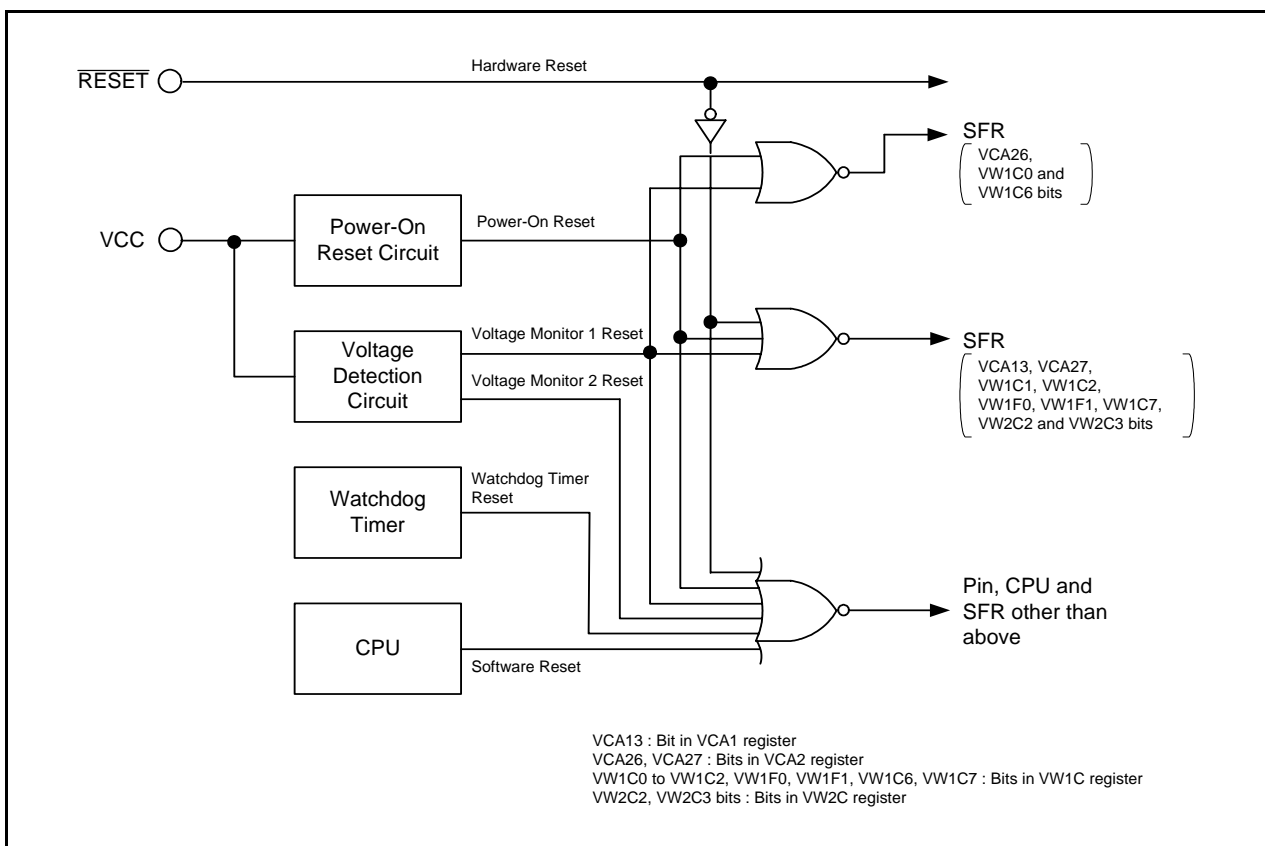 Hardware Reset
RESET
SFR
VCA26,
VW1C0 and
VW1C6 bits
Power-On
Reset Circuit
Power-On Reset
VCC
Voltage Monitor 1 Reset
Voltage
Detection
Circuit
Voltage Monitor 2 Reset
SFR
VCA13, VCA27,
VW1C1, VW1C2,
VW1F0, VW1F1, VW1C7,
VW2C2 and VW2C3 bits
Watchdog Timer
Reset
Watchdog
Timer
Pin, CPU and
SFR other than
above
CPU
Software Reset
VCA13 : Bit in VCA1 register
VCA26, VCA27 : Bits in VCA2 register
VW1C0 to VW1C2, VW1F0, VW1F1, VW1C6, VW1C7 : Bits in VW1C register
VW2C2, VW2C3 bits : Bits in VW2C register